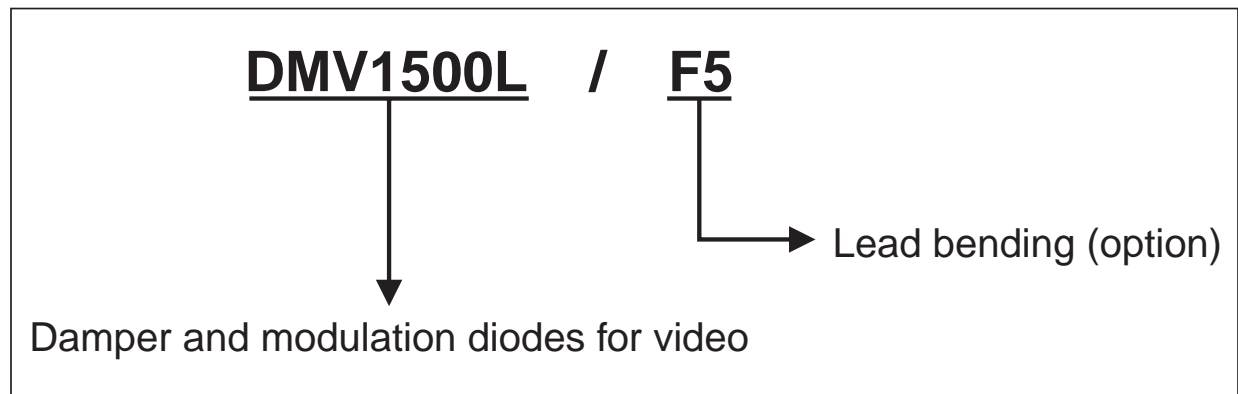 DMV1500L / F5
Lead bending (option)
Damper and modulation diodes for video